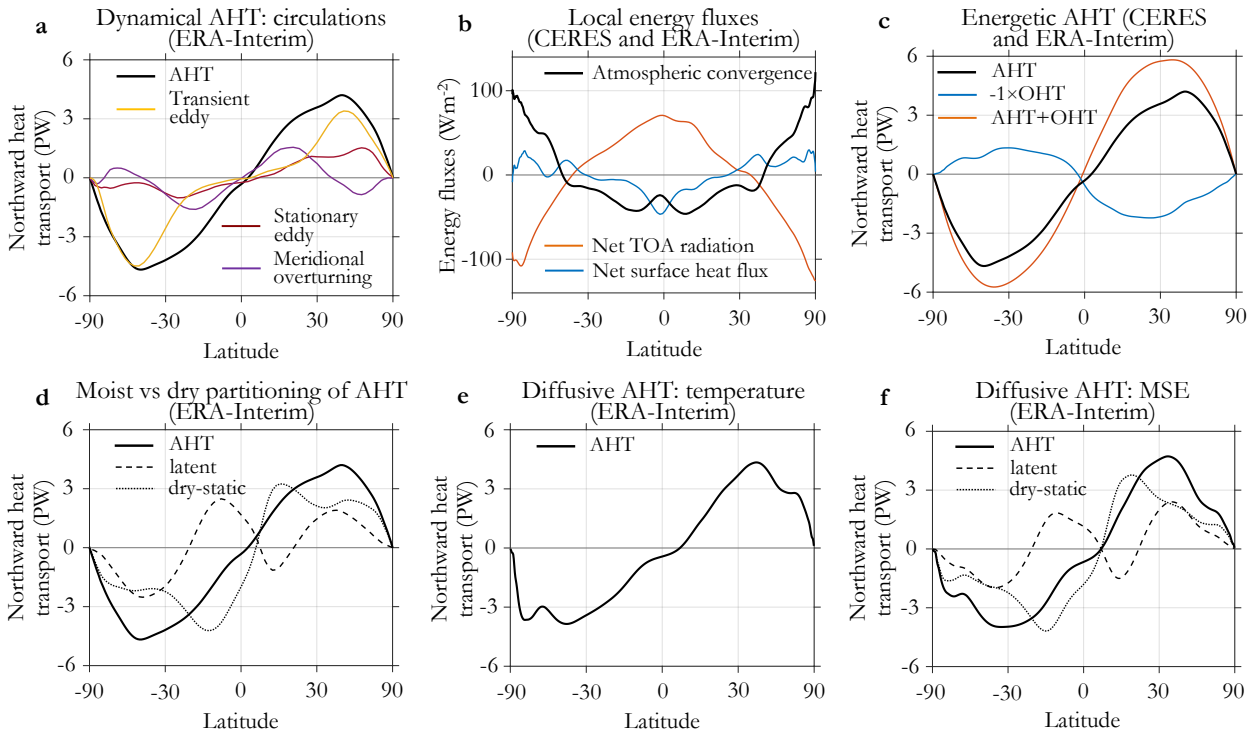 a
Dynamical AHT: circulations
(ERA-Interim)
Northward heat
transport (PW)
6
3
0
-3
-6
AHT
Transient
eddy
Stationary
eddy
Meridional
overturning
-90
-30
0
30
90
Latitude
b
Local energy fluxes
(CERES and ERA-Interim)
Energy fluxes (Wm-2)
100
0
-100
Atmospheric convergence
Net TOA radiation
Net surface heat flux
-90
-30
0
30
90
Latitude
c
Energetic AHT (CERES
and ERA-Interim)
Northward heat
transport (PW)
6
3
0
-3
-6
AHT
-1×OHT
AHT+OHT
-90
-30
0
30
90
Latitude
d
Moist vs dry partitioning of AHT
(ERA-Interim)
Northward heat
transport (PW)
6
3
0
-3
-6
AHT
latent
dry-static
-90
-30
0
30
90
Latitude
e
Diffusive AHT: temperature
(ERA-Interim)
Northward heat
transport (PW)
6
3
0
-3
-6
AHT
-90
-30
0
30
90
Latitude
f
Diffusive AHT: MSE
(ERA-Interim)
Northward heat
transport (PW)
6
3
0
-3
-6
AHT
latent
dry-static
-90
-30
0
30
90
Latitude